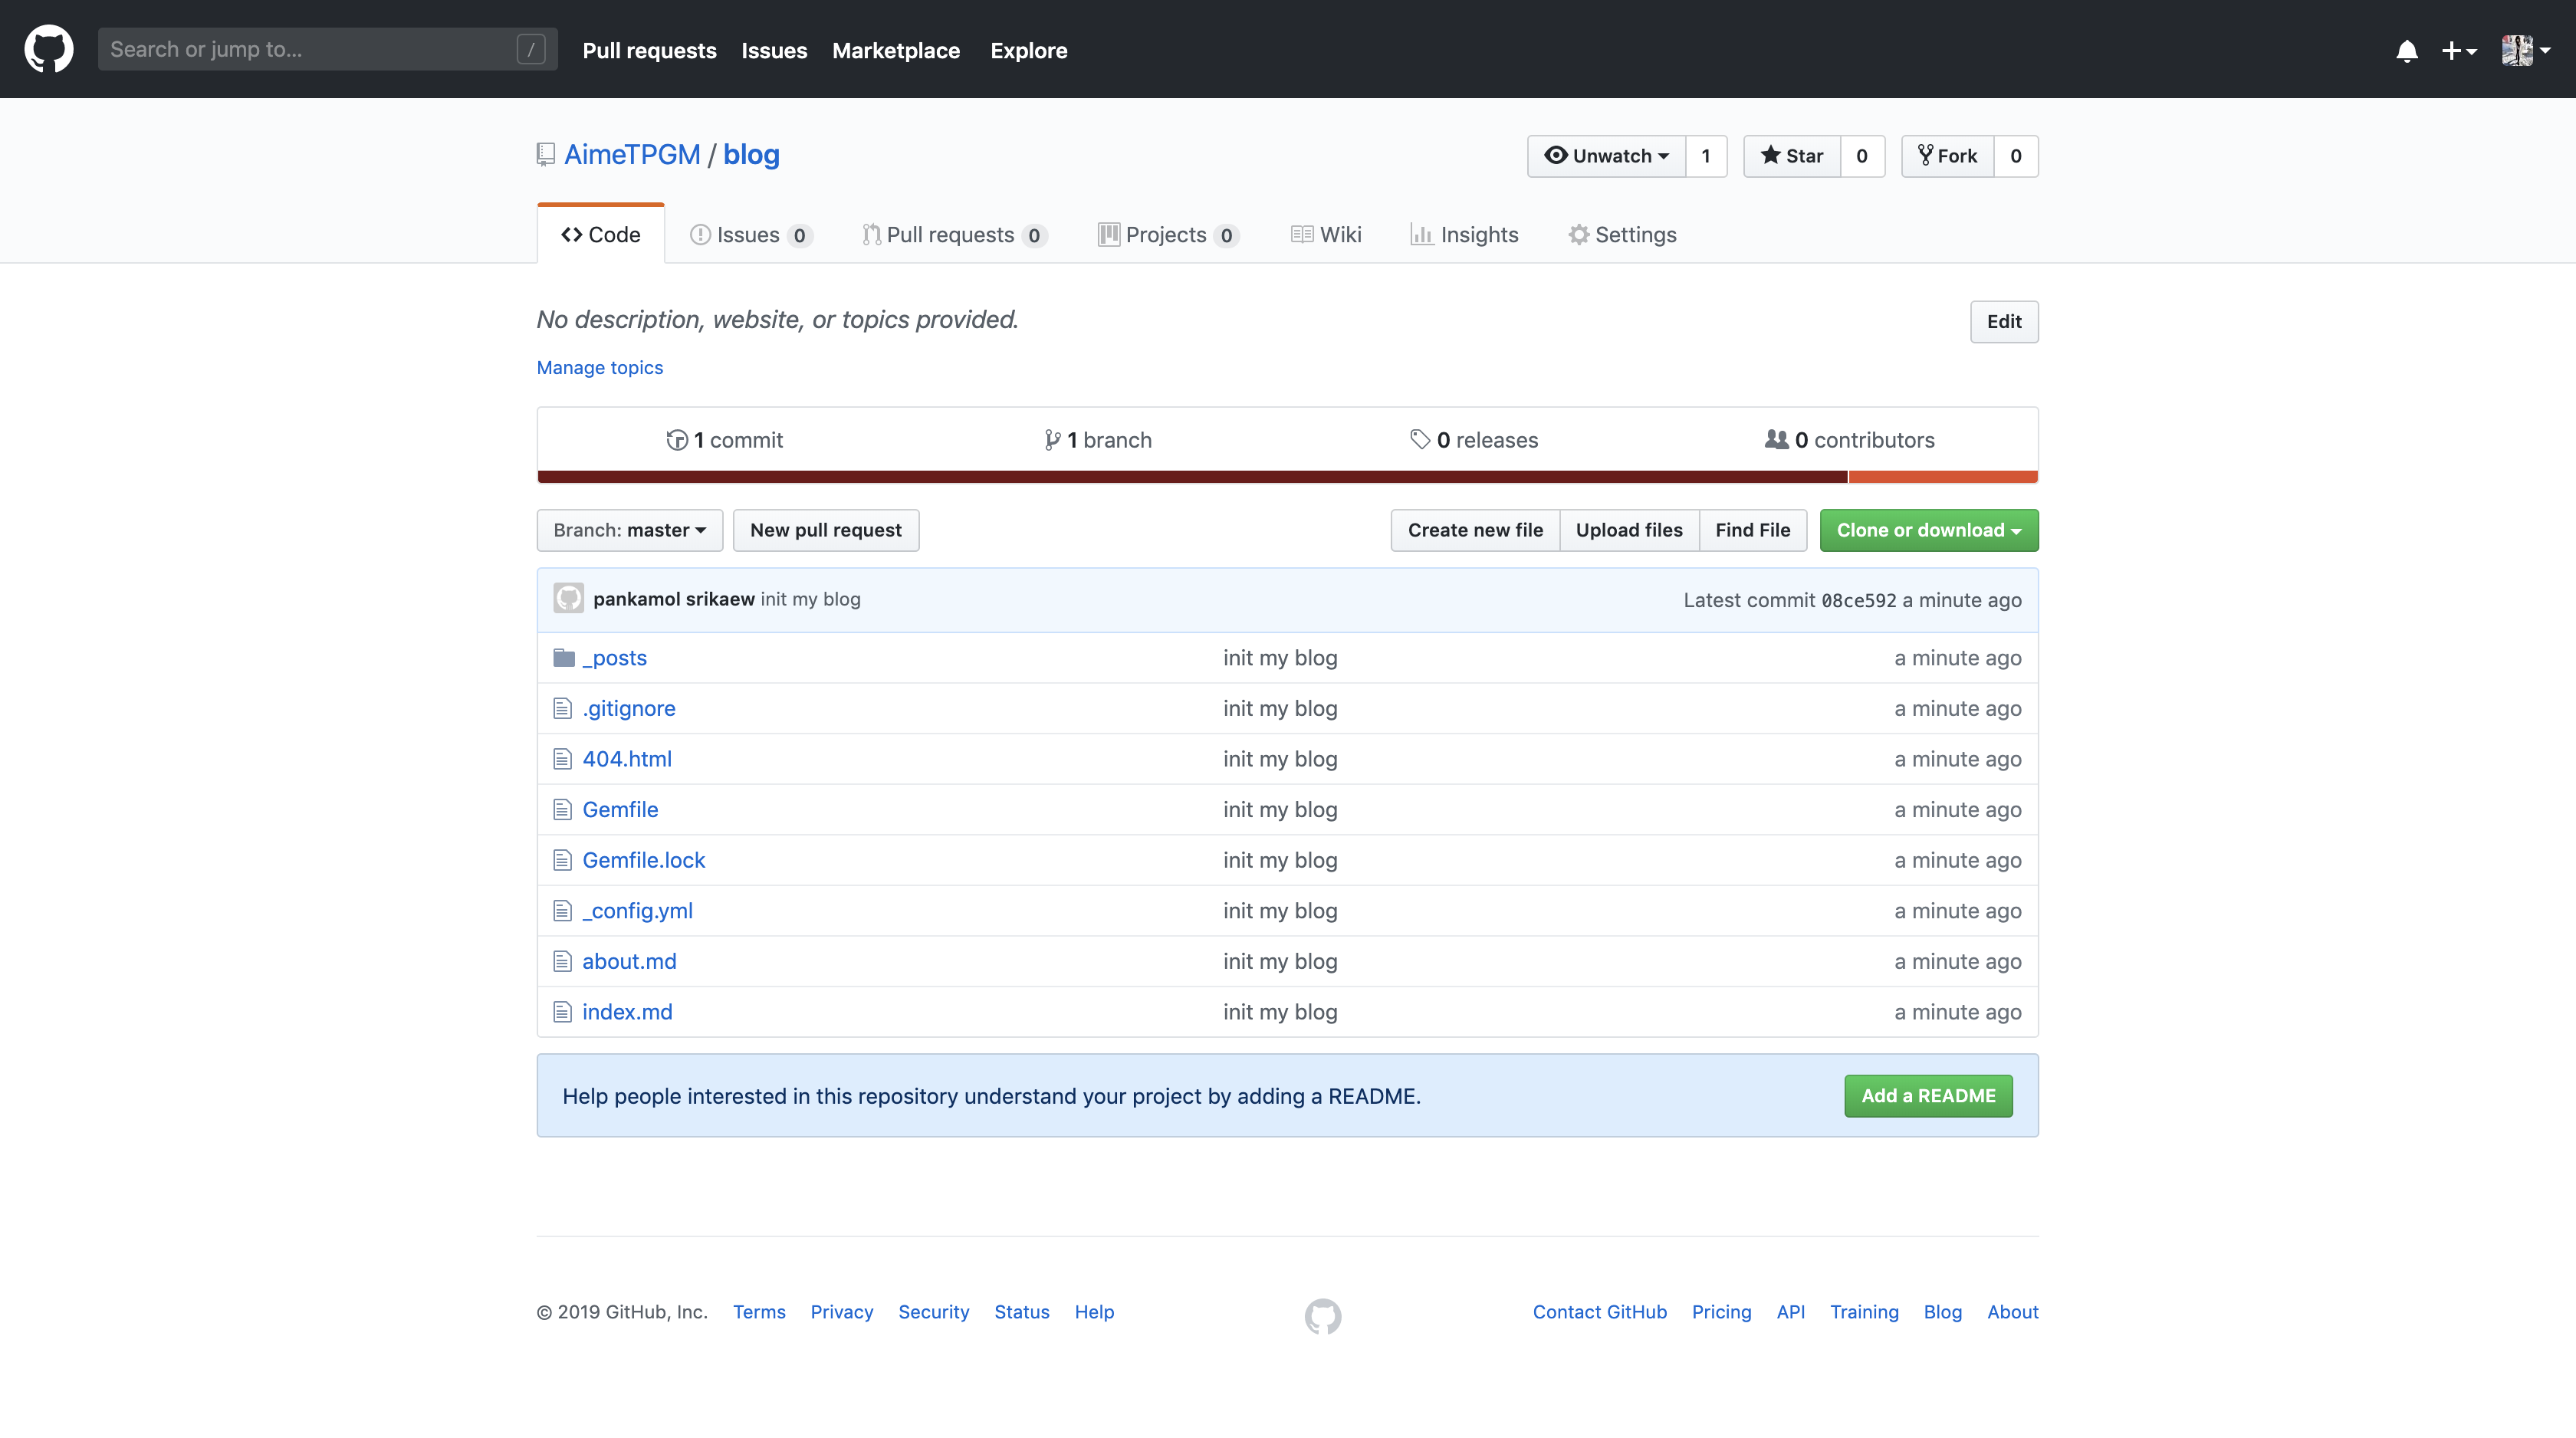 Search or jump to... / Pull requests Issues Marketplace Explore
AimeTPGM / blog Unwatch 1 Star 0 Fork 0
Code Issues 0 Pull requests 0 Projects 0 Wiki Insights Settings
No description, website, or topics provided. Edit
Manage topics
1 commit 1 branch 0 releases 0 contributors
Branch: master New pull request Create new file Upload files Find File Clone or download
pankamol srikaew init my blog Latest commit 08ce592 a minute ago
_posts init my blog a minute ago
.gitignore init my blog a minute ago
404.html init my blog a minute ago
Gemfile init my blog a minute ago
Gemfile.lock init my blog a minute ago
_config.yml init my blog a minute ago
about.md init my blog a minute ago
index.md init my blog a minute ago
Help people interested in this repository understand your project by adding a README. Add a README
© 2019 GitHub, Inc. Terms Privacy Security Status Help Contact GitHub Pricing API Training Blog About